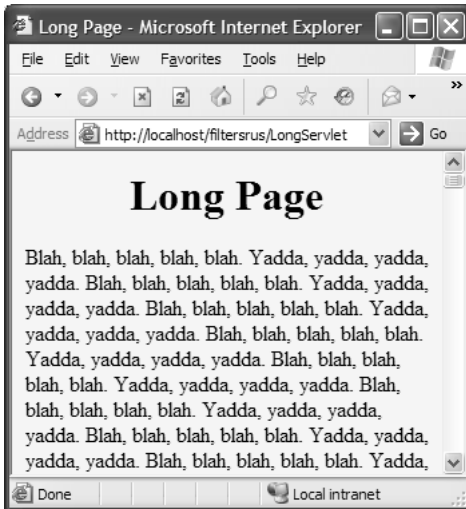 Long Page - Microsoft Internet Explorer
File Edit View Favorites Tools Help
»
Address http://localhost/filtersrus/LongServlet Go
Long Page
Blah, blah, blah, blah, blah. Yadda, yadda, yadda,
yadda. Blah, blah, blah, blah, blah. Yadda, yadda,
yadda, yadda. Blah, blah, blah, blah, blah. Yadda,
yadda, yadda, yadda. Blah, blah, blah, blah, blah.
Yadda, yadda, yadda, yadda. Blah, blah, blah,
blah, blah. Yadda, yadda, yadda, yadda. Blah,
blah, blah, blah, blah. Yadda, yadda, yadda,
yadda. Blah, blah, blah, blah, blah. Yadda, yadda,
yadda, yadda. Blah, blah, blah, blah, blah. Yadda,
Done Local intranet